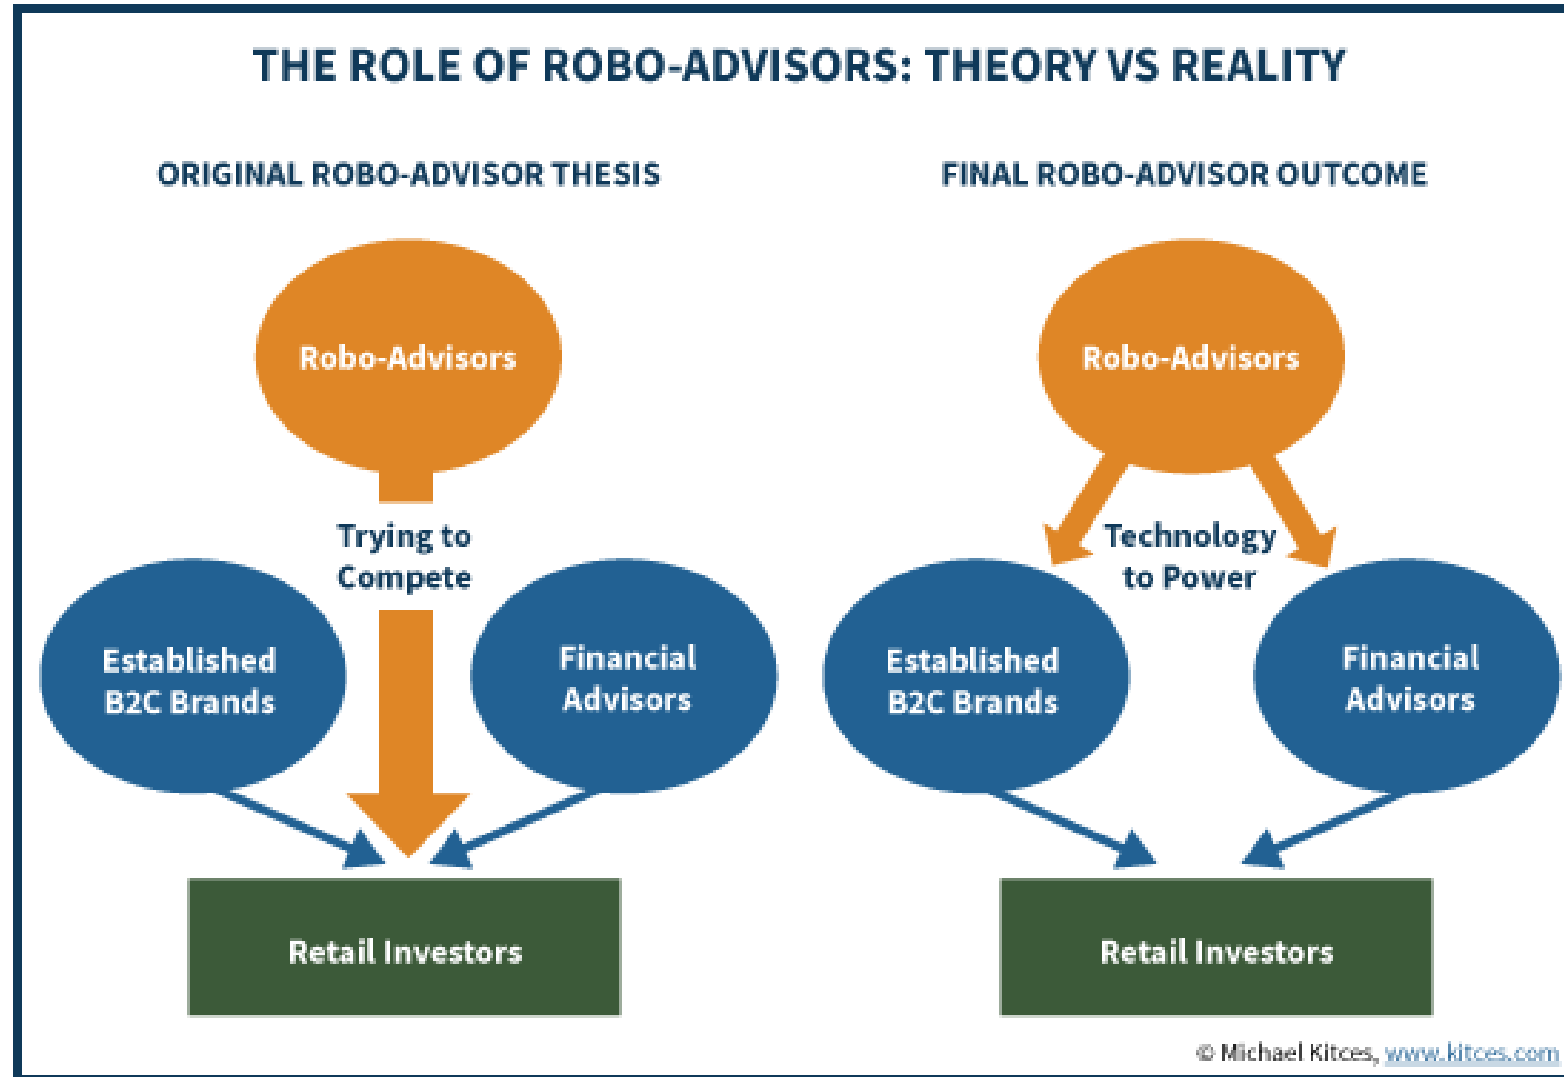 THE ROLE OF ROBO-ADVISORS: THEORY VS REALITY
ORIGINAL ROBO-ADVISOR THESIS
Robo-Advisors
Trying to
Compete
Established
B2C Brands
Financial
Advisors
Retail Investors
FINAL ROBO-ADVISOR OUTCOME
Robo-Advisors
Technology
to Power
Established
B2C Brands
Financial
Advisors
Retail Investors
© Michael Kitces, www.kitces.com